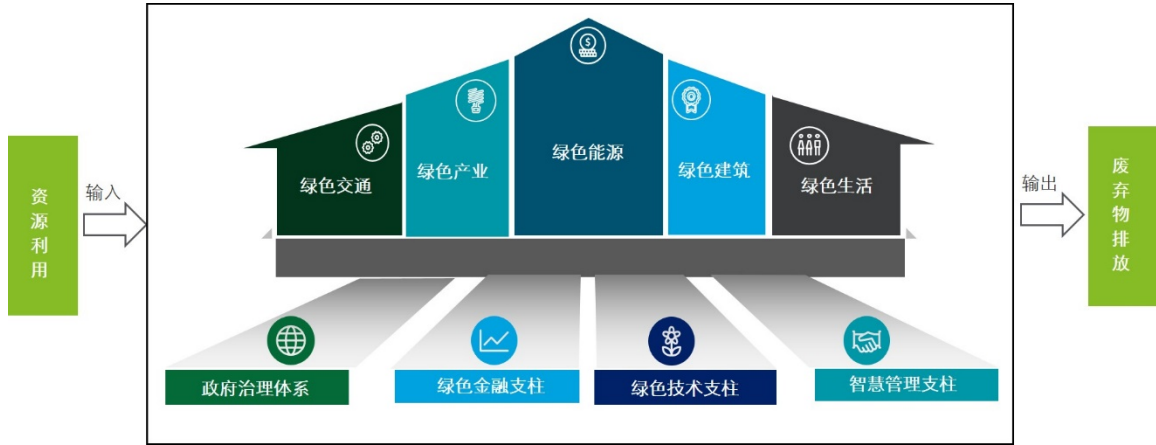 资源利用
输入
绿色交通
绿色产业
绿色能源
绿色建筑
绿色生活
输出
废弃物排放
政府治理体系
绿色金融支柱
绿色技术支柱
智慧管理支柱